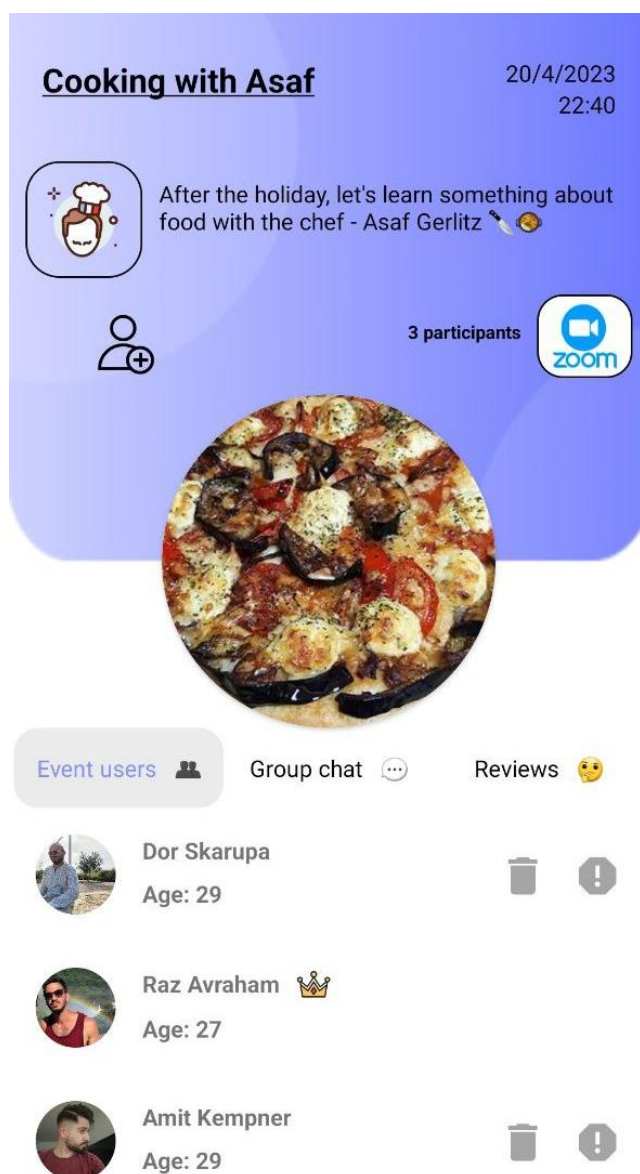 Cooking with Asaf
20/4/2023
22:40
After the holiday, let's learn something about
food with the chef - Asaf Gerlitz 🔪🥘
3 participants
zoom
Event users
Group chat
Reviews
Dor Skarupa
Age: 29
Raz Avraham
Age: 27
Amit Kempner
Age: 29